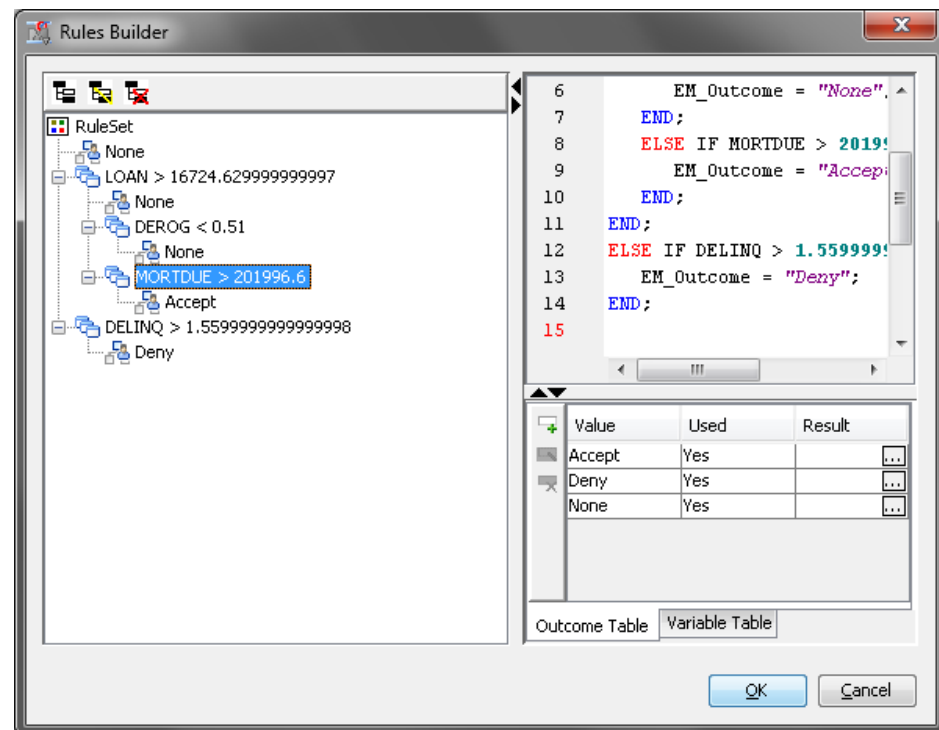 Rules Builder
RuleSet
None
LOAN > 16724.629999999997
None
DEROG < 0.51
None
MORTDUE > 201996.6
Accept
DELINQ > 1.5599999999999998
Deny
6 EM_Outcome = "None"
7 END;
8 ELSE IF MORTDUE > 2019
9 EM_Outcome = "Accep
10 END;
11 END;
12 ELSE IF DELINQ > 1.559999
13 EM_Outcome = "Deny";
14 END;
15
Value Used Result
Accept Yes ...
Deny Yes ...
None Yes ...
Outcome Table Variable Table
OK Cancel